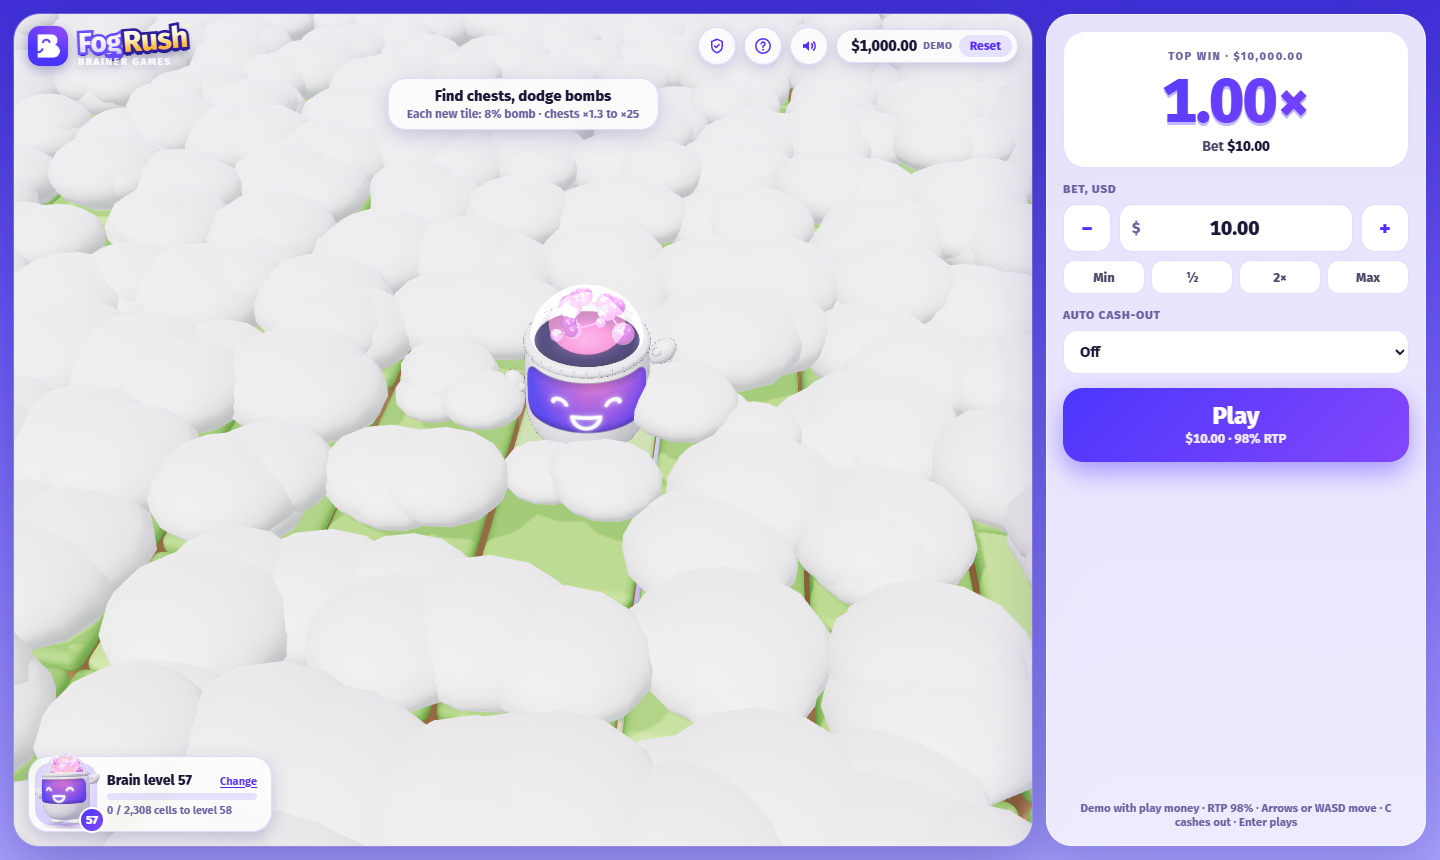 FogRush
BRAINER GAMES
$1,000.00 DEMO Reset
Find chests, dodge bombs
Each new tile: 8% bomb · chests ×1.3 to ×25
TOP WIN · $10,000.00
1.00×
Bet $10.00
BET, USD
− $ 10.00 +
Min ½ 2× Max
AUTO CASH-OUT
Off
Play
$10.00 · 98% RTP
Brain level 57 Change
0 / 2,308 cells to level 58
57
Demo with play money · RTP 98% · Arrows or WASD move · C
cashes out · Enter plays